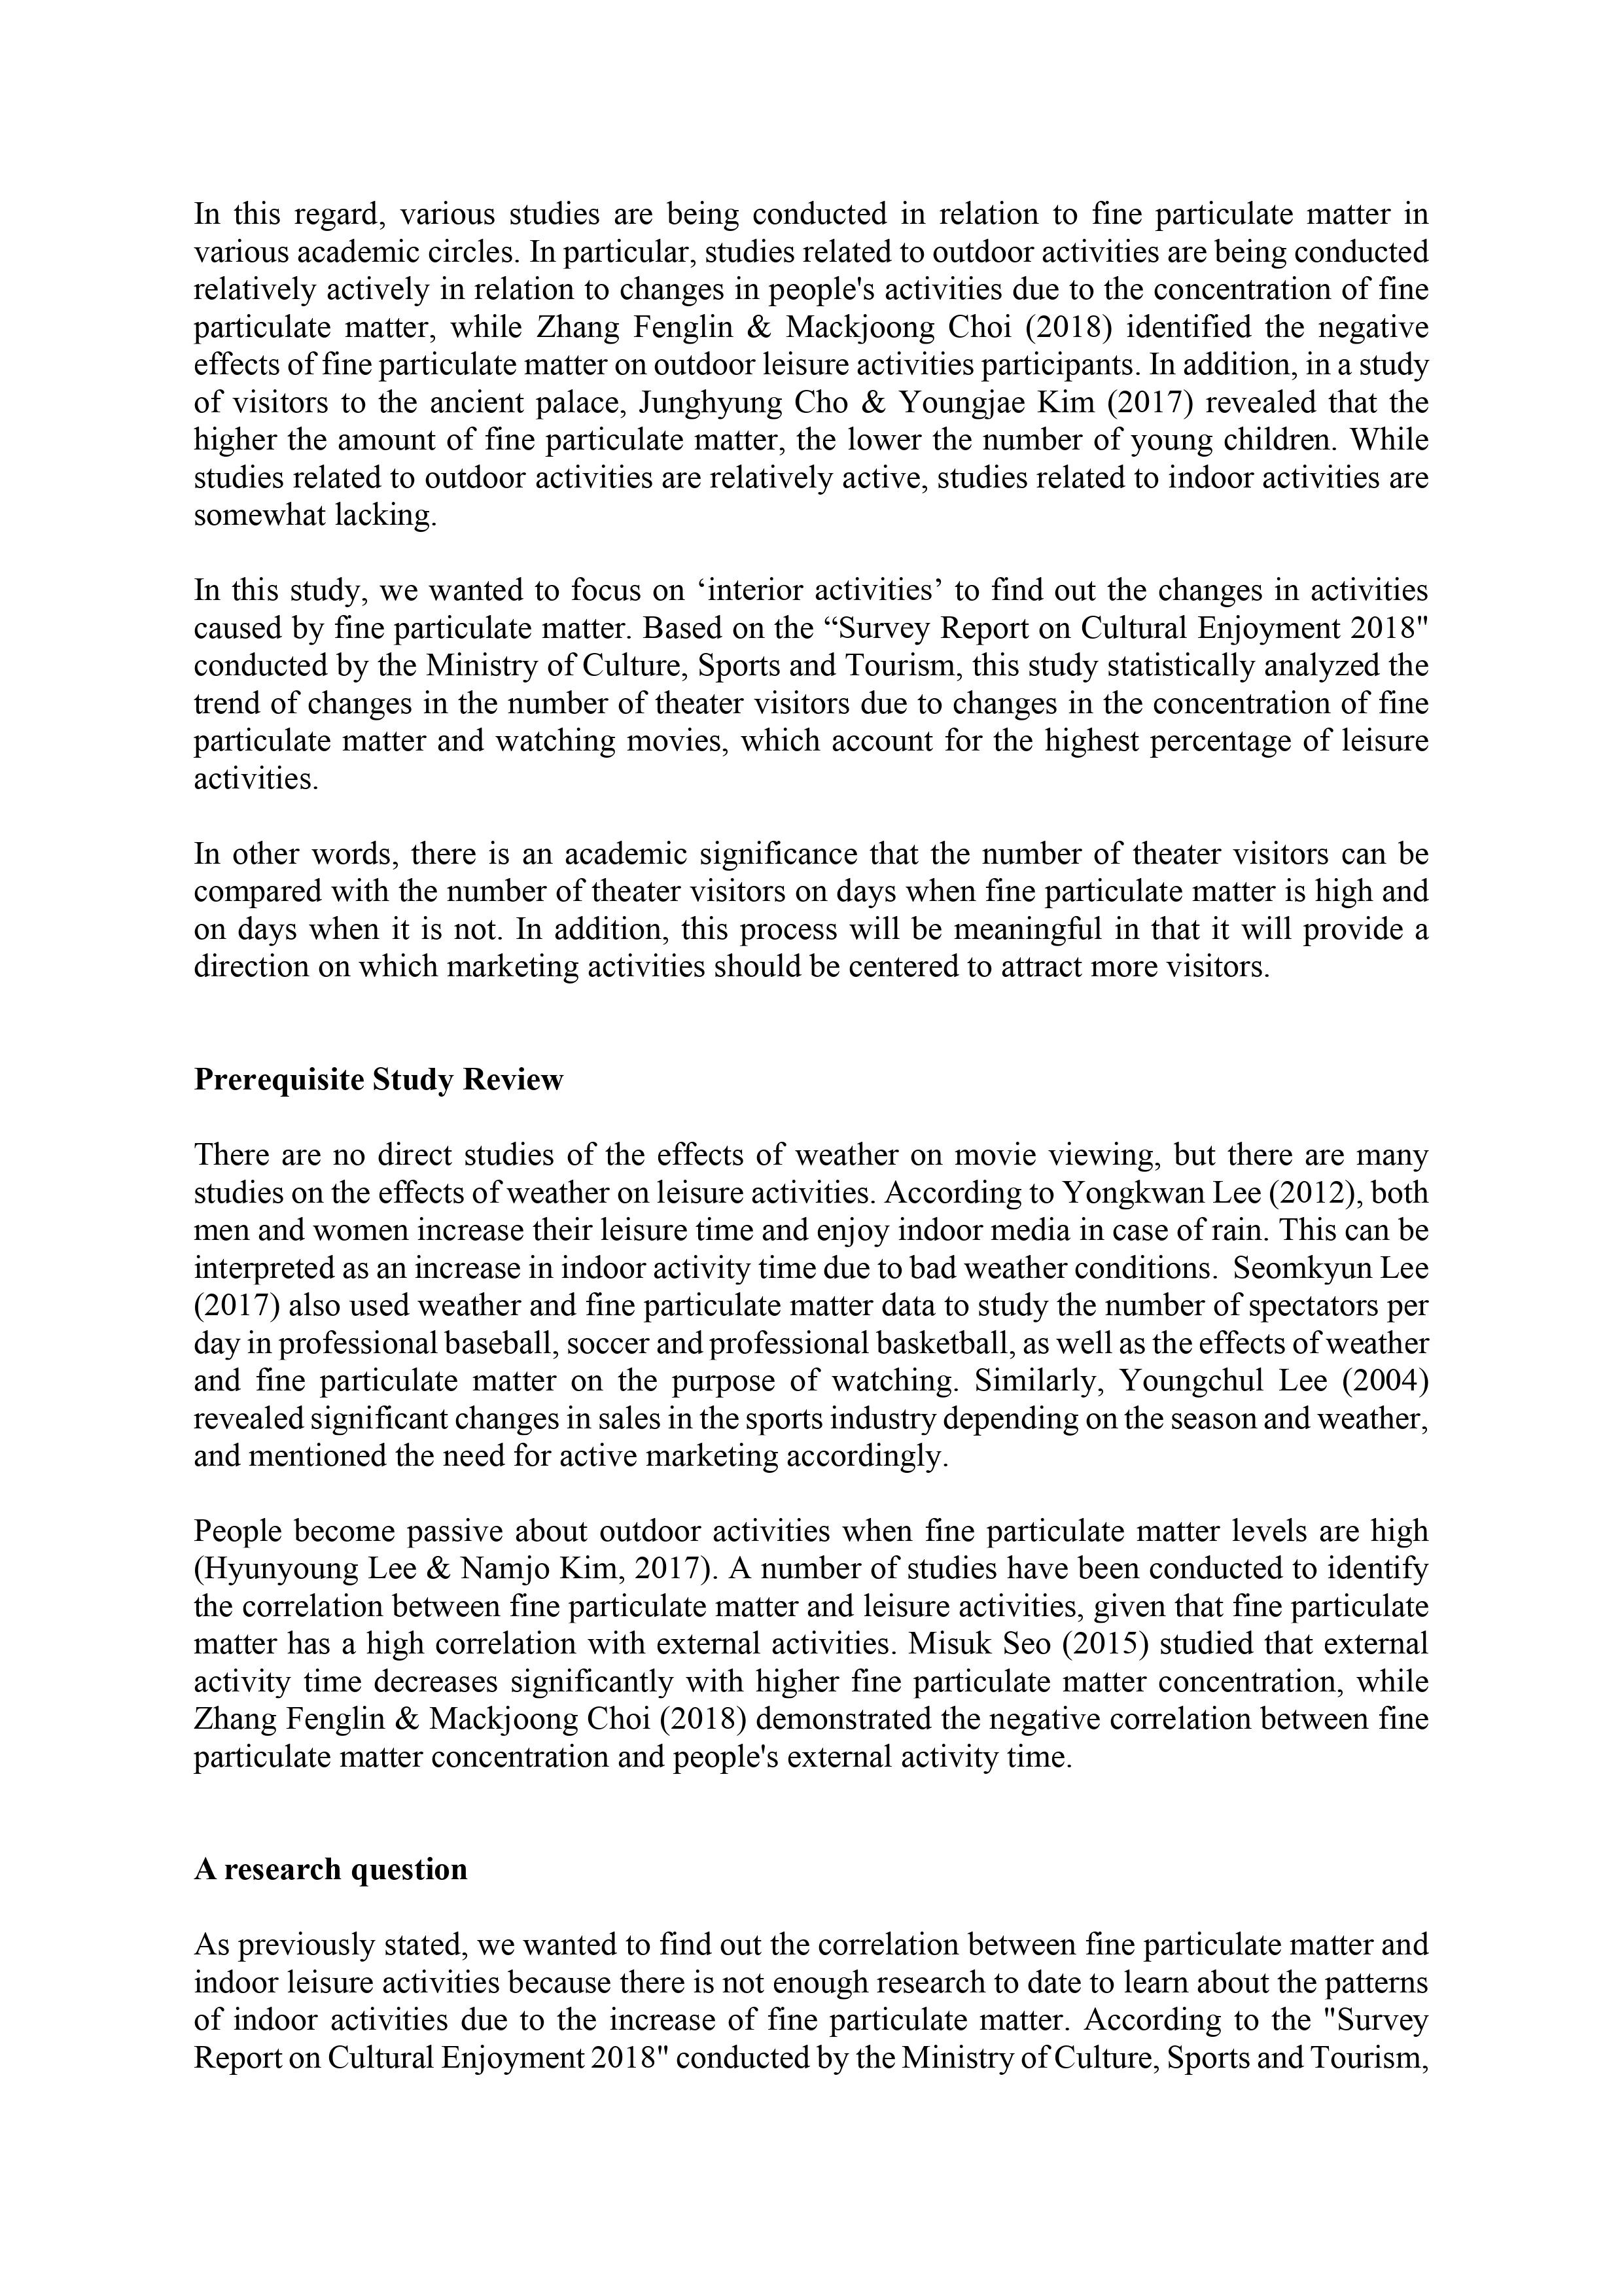 In this regard, various studies are being conducted in relation to fine particulate matter in
various academic circles. In particular, studies related to outdoor activities are being conducted
relatively actively in relation to changes in people's activities due to the concentration of fine
particulate matter, while Zhang Fenglin & Mackjoong Choi (2018) identified the negative
effects of fine particulate matter on outdoor leisure activities participants. In addition, in a study
of visitors to the ancient palace, Junghyung Cho & Youngjae Kim (2017) revealed that the
higher the amount of fine particulate matter, the lower the number of young children. While
studies related to outdoor activities are relatively active, studies related to indoor activities are
somewhat lacking.
In this study, we wanted to focus on ‘interior activities’ to find out the changes in activities
caused by fine particulate matter. Based on the “Survey Report on Cultural Enjoyment 2018"
conducted by the Ministry of Culture, Sports and Tourism, this study statistically analyzed the
trend of changes in the number of theater visitors due to changes in the concentration of fine
particulate matter and watching movies, which account for the highest percentage of leisure
activities.
In other words, there is an academic significance that the number of theater visitors can be
compared with the number of theater visitors on days when fine particulate matter is high and
on days when it is not. In addition, this process will be meaningful in that it will provide a
direction on which marketing activities should be centered to attract more visitors.
Prerequisite Study Review
There are no direct studies of the effects of weather on movie viewing, but there are many
studies on the effects of weather on leisure activities. According to Yongkwan Lee (2012), both
men and women increase their leisure time and enjoy indoor media in case of rain. This can be
interpreted as an increase in indoor activity time due to bad weather conditions.  Seomkyun Lee
(2017) also used weather and fine particulate matter data to study the number of spectators per
day in professional baseball, soccer and professional basketball, as well as the effects of weather
and fine particulate matter on the purpose of watching. Similarly, Youngchul Lee (2004)
revealed significant changes in sales in the sports industry depending on the season and weather,
and mentioned the need for active marketing accordingly.
People become passive about outdoor activities when fine particulate matter levels are high
(Hyunyoung Lee & Namjo Kim, 2017). A number of studies have been conducted to identify
the correlation between fine particulate matter and leisure activities, given that fine particulate
matter has a high correlation with external activities. Misuk Seo (2015) studied that external
activity time decreases significantly with higher fine particulate matter concentration, while
Zhang Fenglin & Mackjoong Choi (2018) demonstrated the negative correlation between fine
particulate matter concentration and people's external activity time.
A research question
As previously stated, we wanted to find out the correlation between fine particulate matter and
indoor leisure activities because there is not enough research to date to learn about the patterns
of indoor activities due to the increase of fine particulate matter. According to the "Survey
Report on Cultural Enjoyment 2018" conducted by the Ministry of Culture, Sports and Tourism,